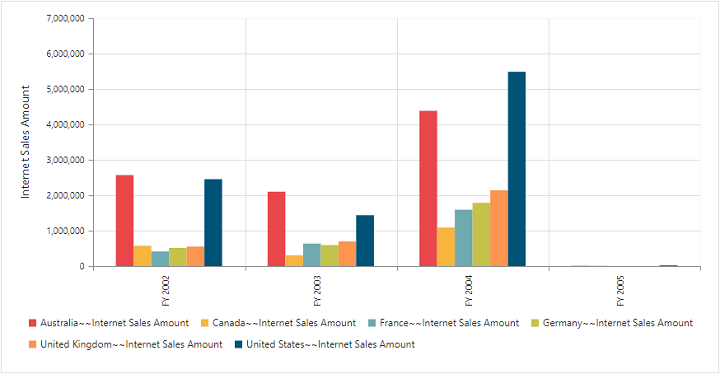 7,000,000
6,000,000
5,000,000
4,000,000
3,000,000
2,000,000
1,000,000
0
Internet Sales Amount
FY 2002
FY 2003
FY 2004
FY 2005
Australia~~Internet Sales Amount Canada~~Internet Sales Amount France~~Internet Sales Amount Germany~~Internet Sales Amount
United Kingdom~~Internet Sales Amount United States~~Internet Sales Amount